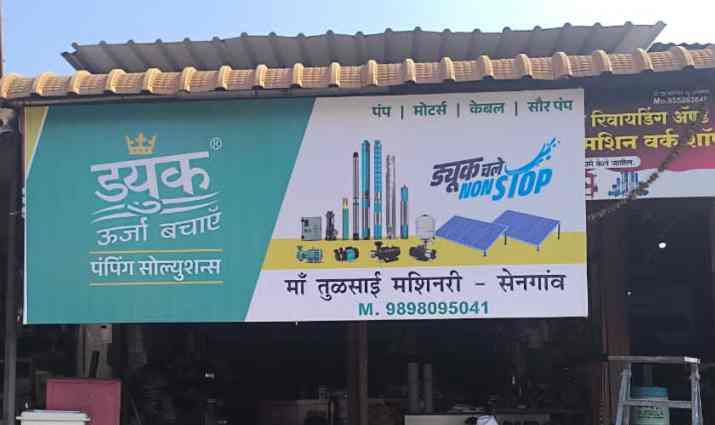 ड्युक®
ऊर्जा बचाएँ
पंपिंग सोल्युशन्स
पंप | मोटर्स | केबल | सौर पंप
ड्यूक चले
NON STOP
माँ तुळसाई मशिनरी - सेनगांव
M. 9898095041
रिवायडिंग अॅण्ड
मशिन वर्क शॉप